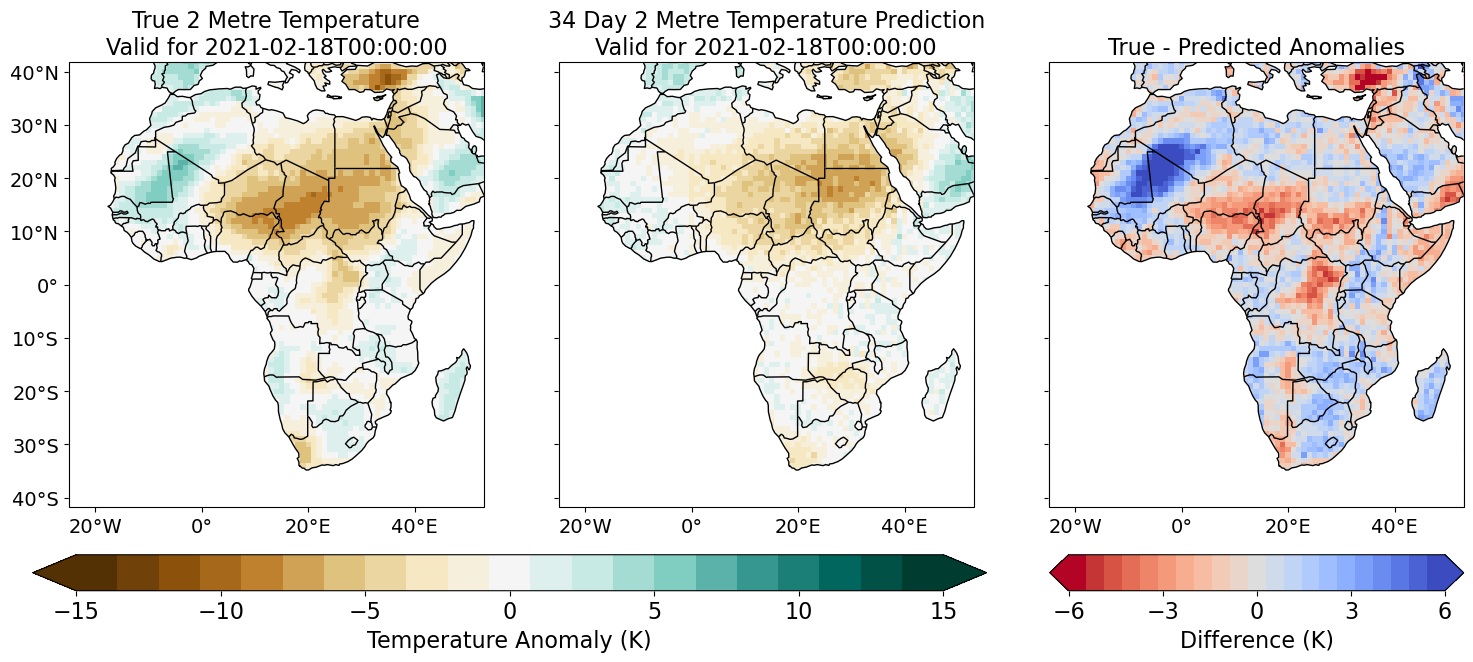 True 2 Metre Temperature
Valid for 2021-02-18T00:00:00
34 Day 2 Metre Temperature Prediction
Valid for 2021-02-18T00:00:00
True - Predicted Anomalies
40°N
30°N
20°N
10°N
0°
10°S
20°S
30°S
40°S
20°W 0° 20°E 40°E
20°W 0° 20°E 40°E
20°W 0° 20°E 40°E
−15 −10 −5 0 5 10 15
Temperature Anomaly (K)
−6 −3 0 3 6
Difference (K)